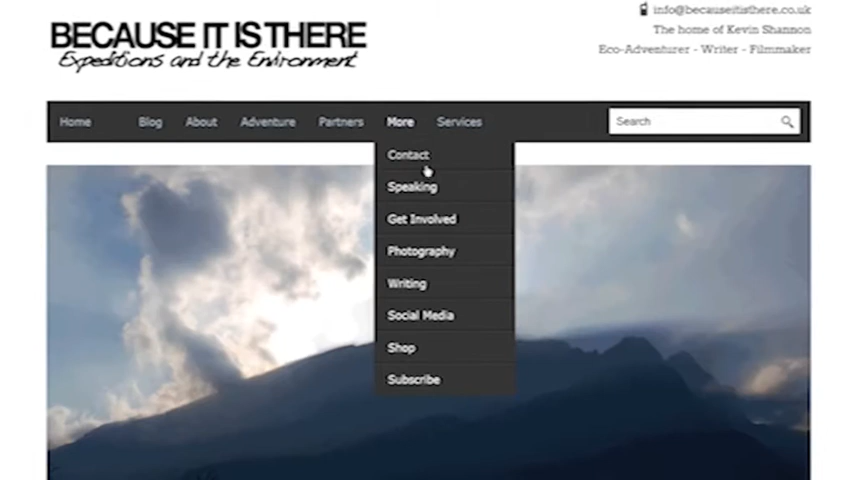 BECAUSE IT IS THERE
Expeditions and the Environment
info@becauseitisthere.co.uk
The home of Kevin Shannon
Eco-Adventurer - Writer - Filmmaker
Home Blog About Adventure Partners More Services Search
Contact
Speaking
Get Involved
Photography
Writing
Social Media
Shop
Subscribe